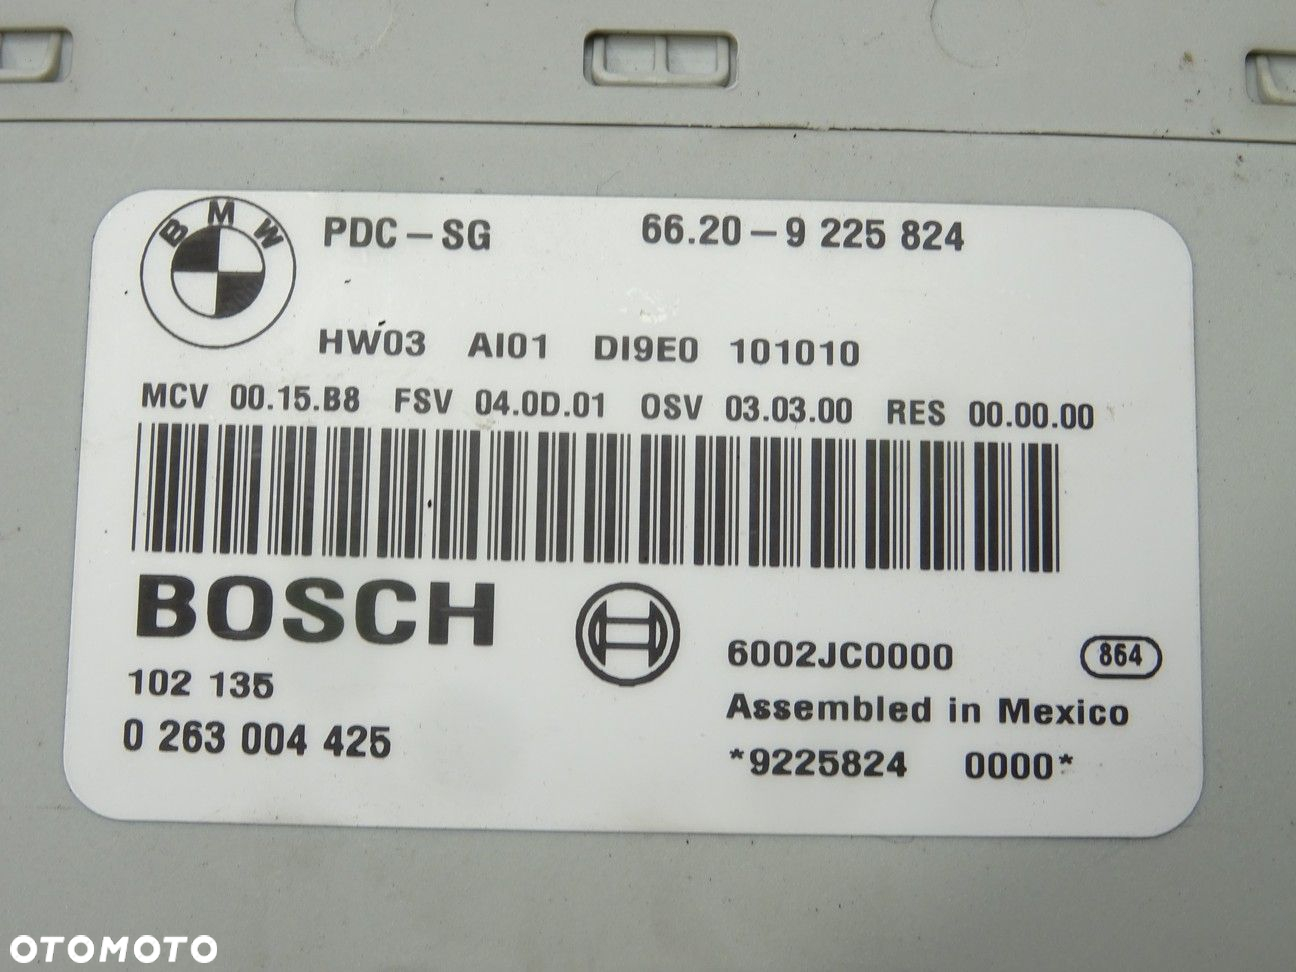 BMW
PDC-SG 66.20-9 225 824
HW03 AI01 DI9E0 101010
MCV 00.15.B8 FSV 04.0D.01 OSV 03.03.00 RES 00.00.00
BOSCH
6002JC0000 864
102 135
Assembled in Mexico
0 263 004 425
*9225824 0000*
OTOMOTO